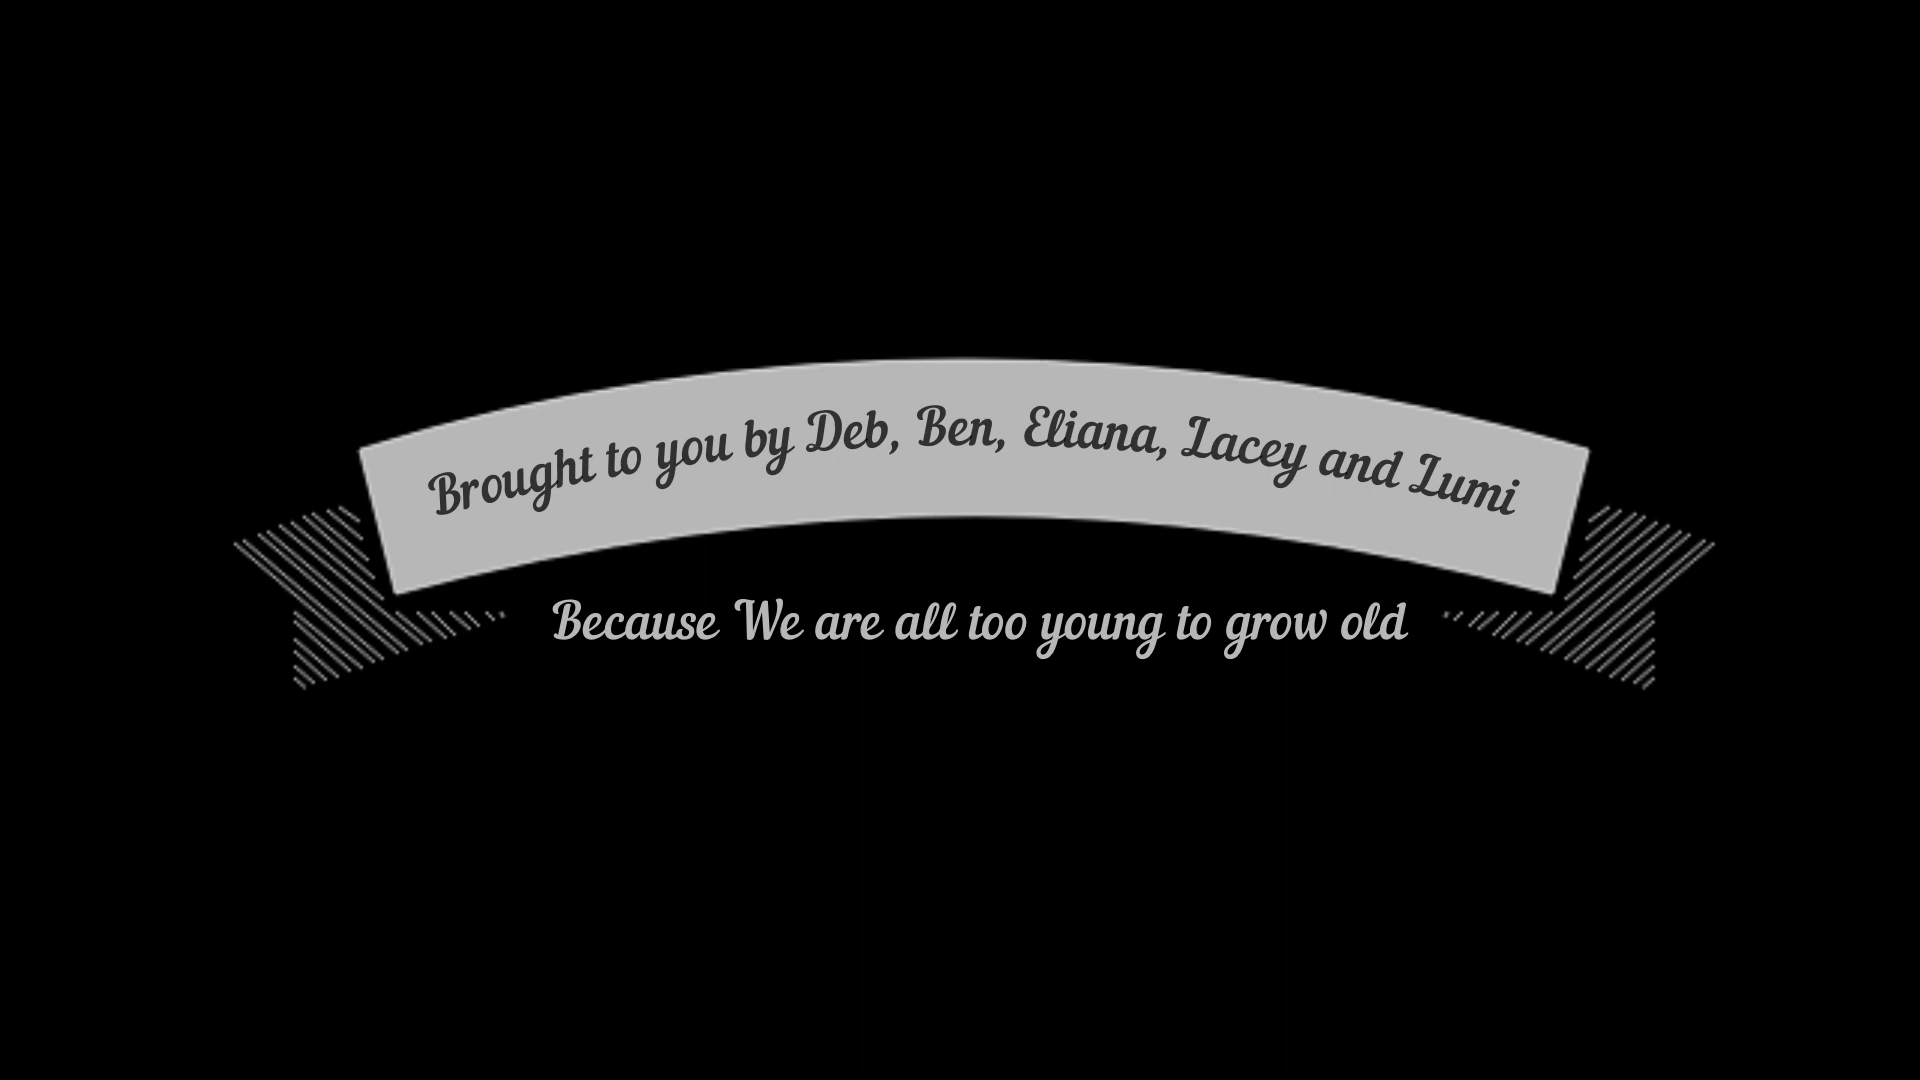 Brought to you by Deb, Ben, Eliana, Lacey and Lumi
Because We are all too young to grow old